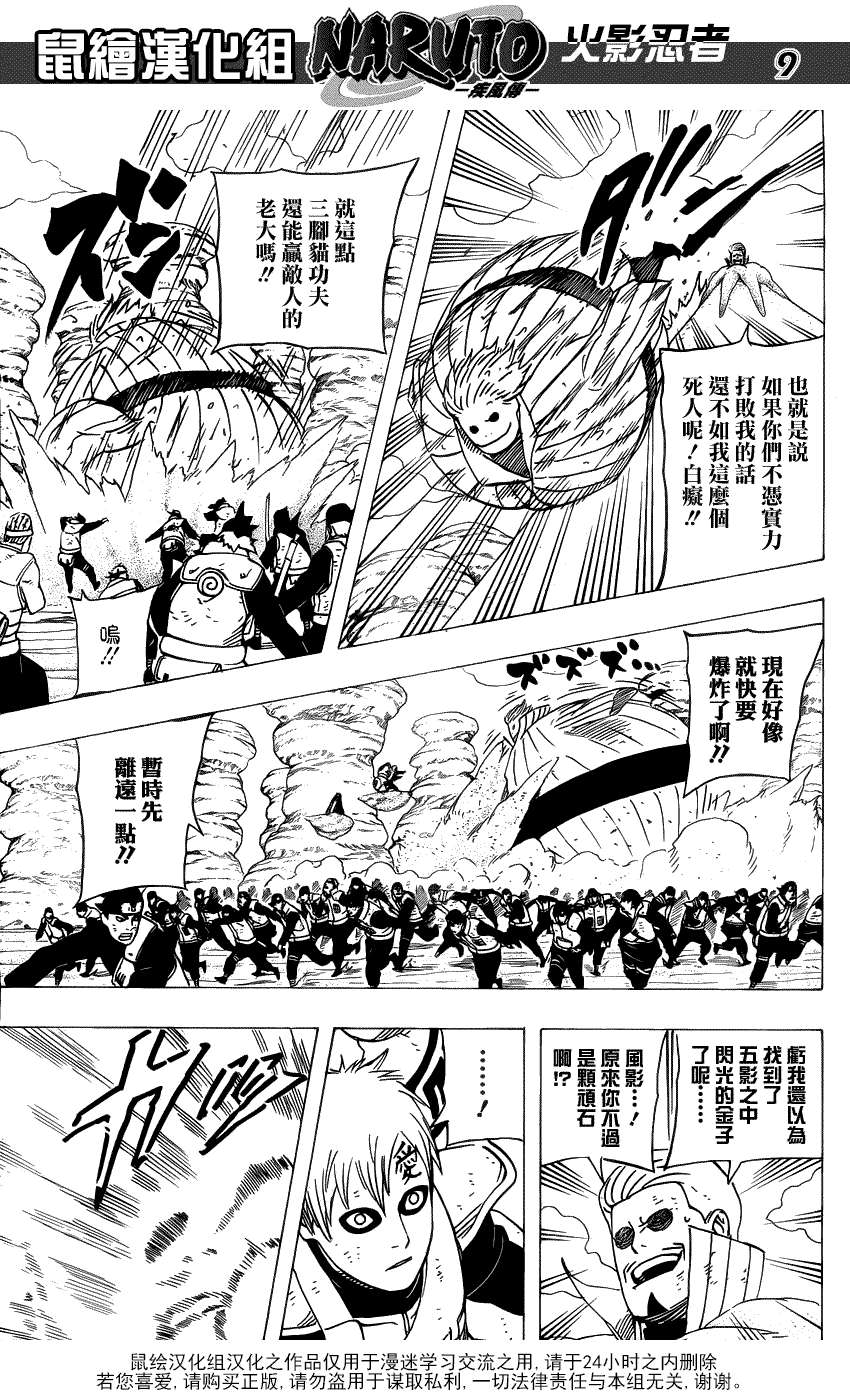 鼠繪漢化組
NARUTO
-疾風傳-
火影忍者
9
也就是說
如果你們不憑實力
打敗我的話
還不如我這麼個
死人呢!白癡!!
就這點
三腳貓功夫
還能贏敵人的
老大嗎!!
嗚!!
現在好像
就快要
爆炸了啊!!
ズズズ…
暫時先
離遠一點!!
虧我還以為
找到了
五影之中
閃光的金子
了呢……
風影…!
原來你不過
是顆頑石
啊!?
……!
愛
鼠绘汉化组汉化之作品仅用于漫迷学习交流之用, 请于24小时之内删除
若您喜爱, 请购买正版, 请勿盗用于谋取私利, 一切法律责任与本组无关, 谢谢。